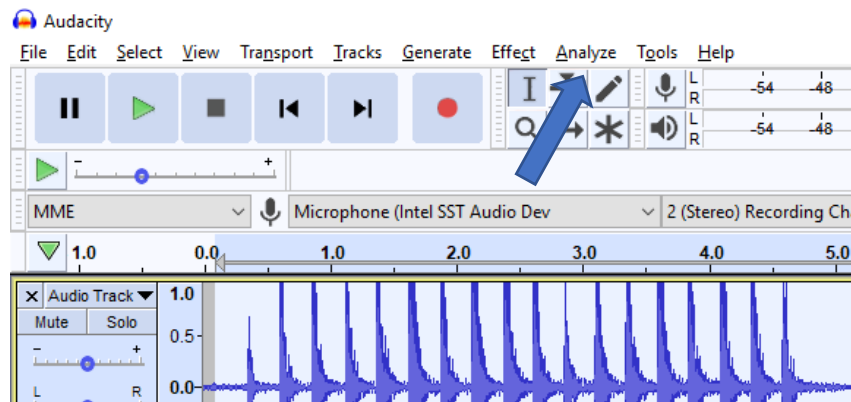 Audacity
File Edit Select View Transport Tracks Generate Effect Analyze Tools Help
L -54 -48
R
L -54 -48
R
- +
MME Microphone (Intel SST Audio Dev 2 (Stereo) Recording Cha
1.0 0.0 1.0 2.0 3.0 4.0 5.0
X Audio Track 1.0
Mute Solo 0.5
- +
L R 0.0